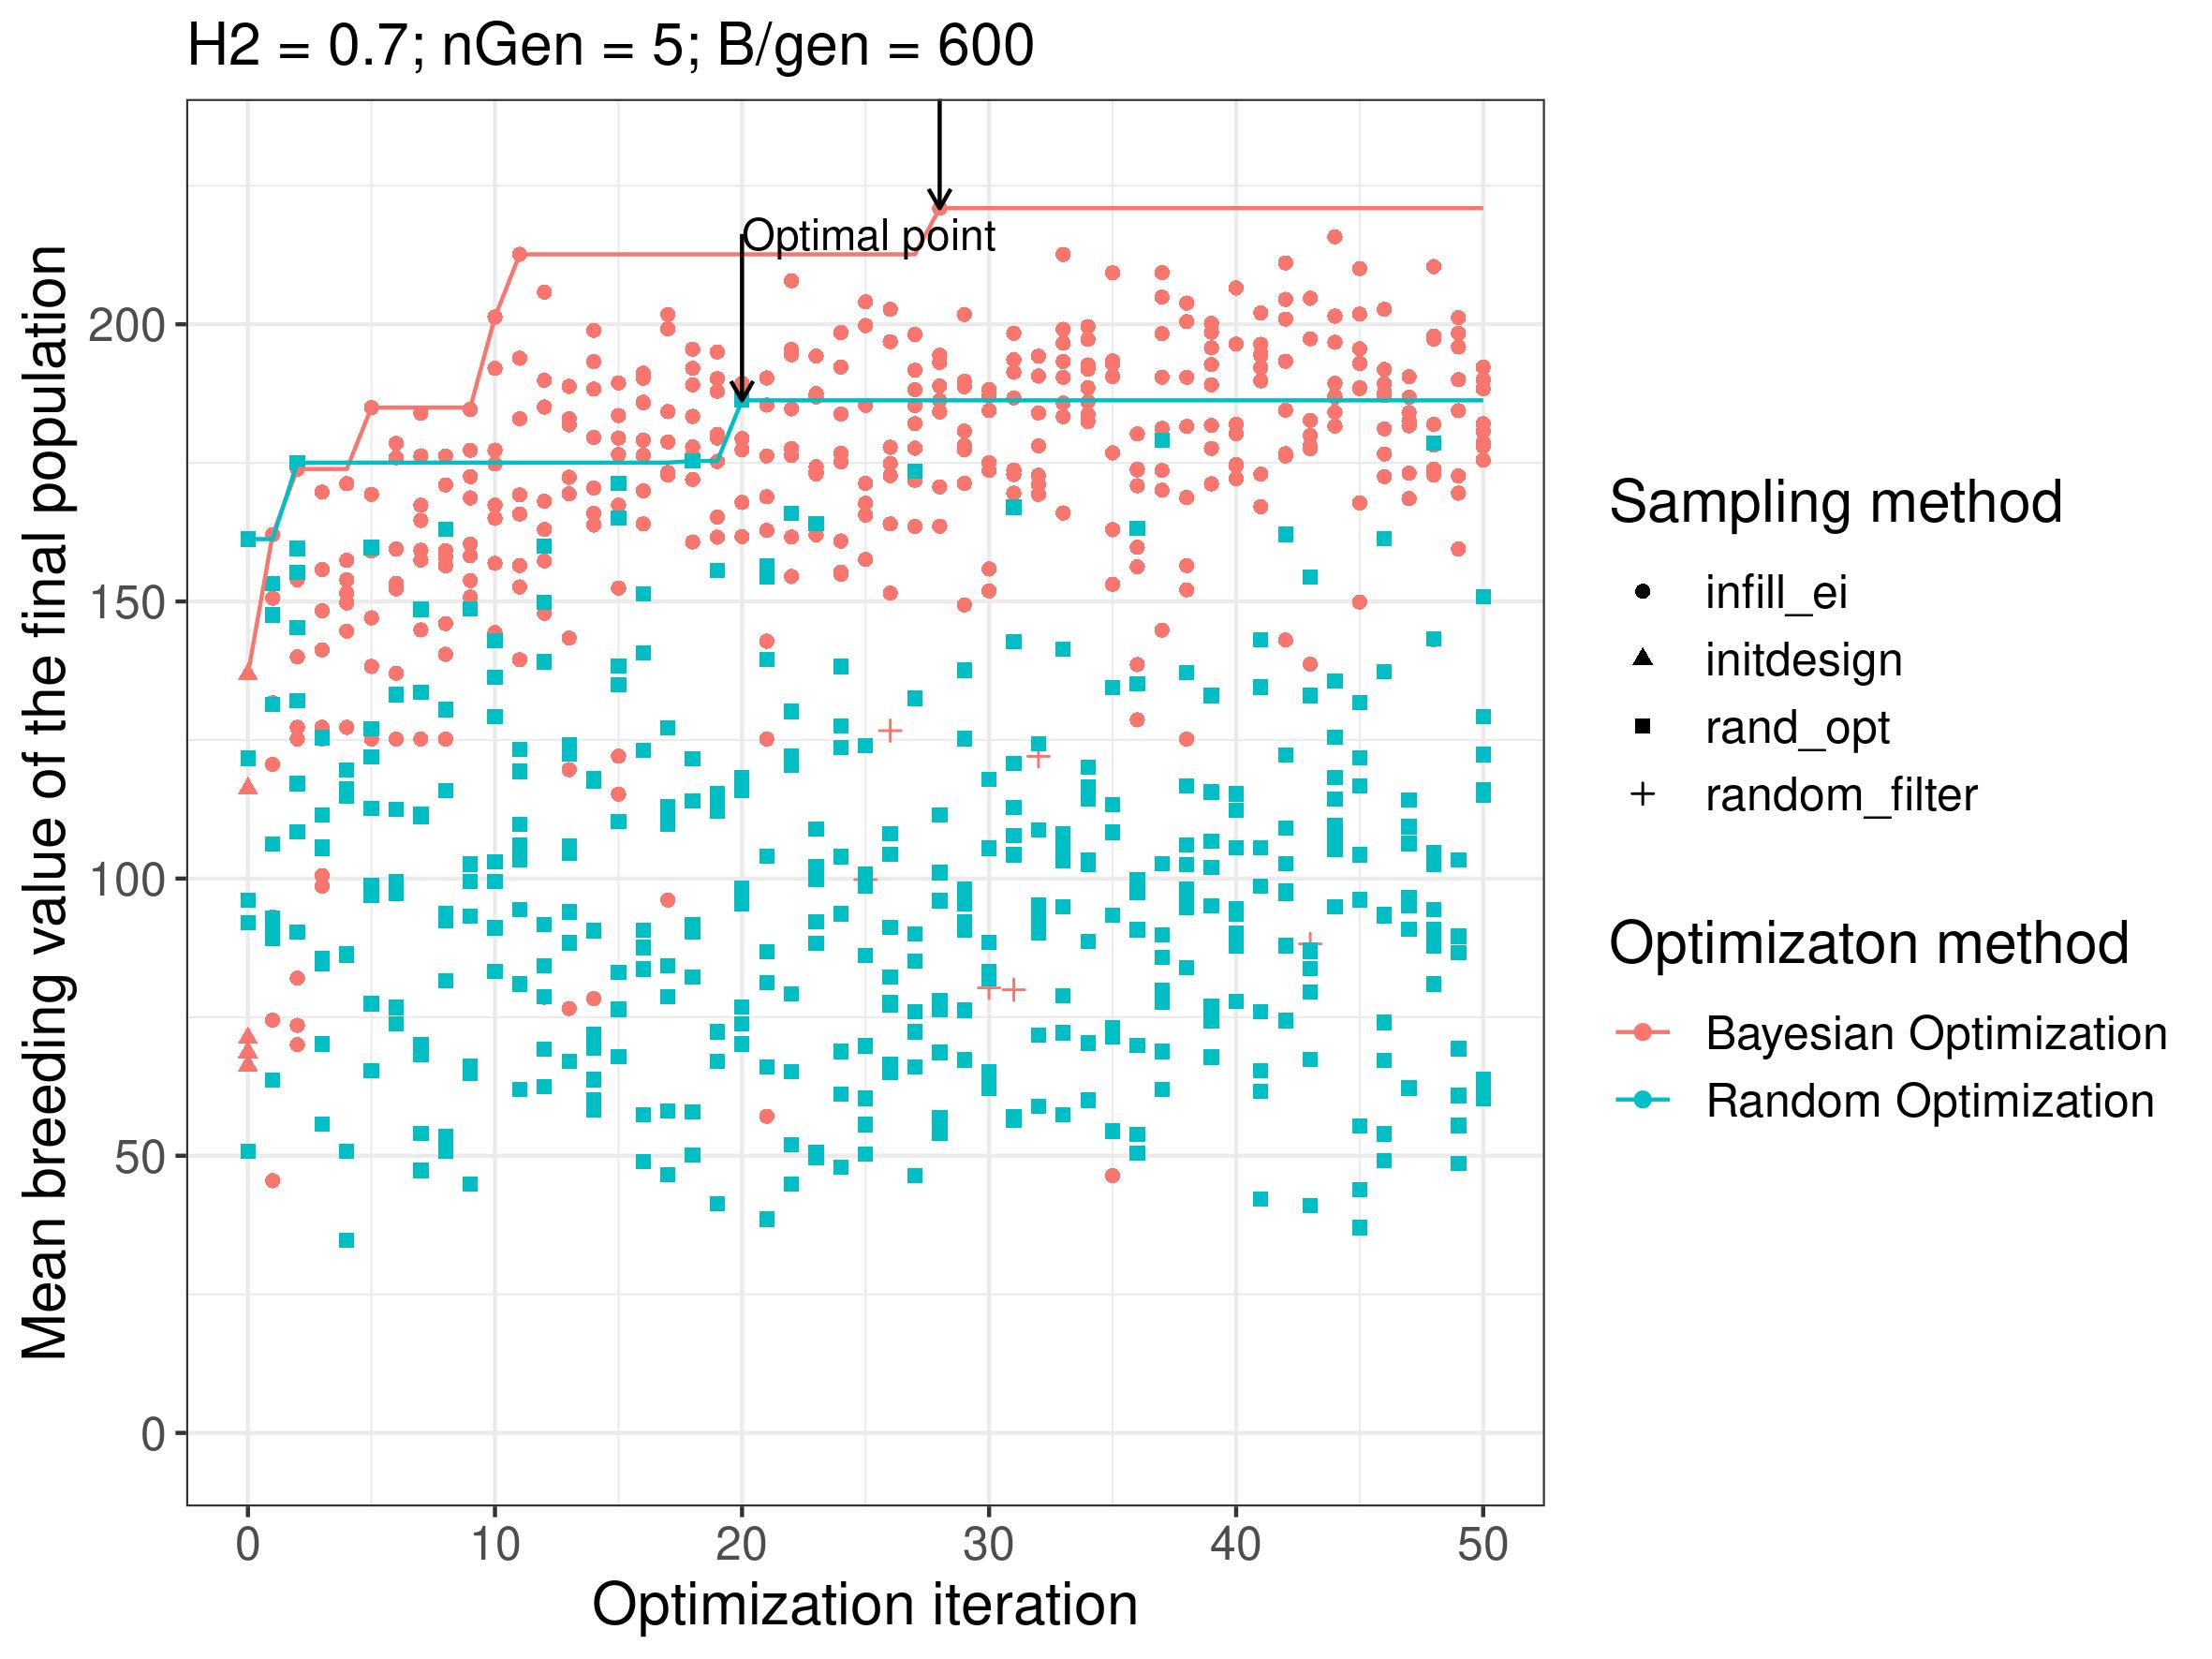 H2 = 0.7; nGen = 5; B/gen = 600
Mean breeding value of the final population
200
150
100
50
0
Optimal point
0 10 20 30 40 50
Optimization iteration
Sampling method
infill_ei
initdesign
rand_opt
random_filter
Optimizaton method
Bayesian Optimization
Random Optimization